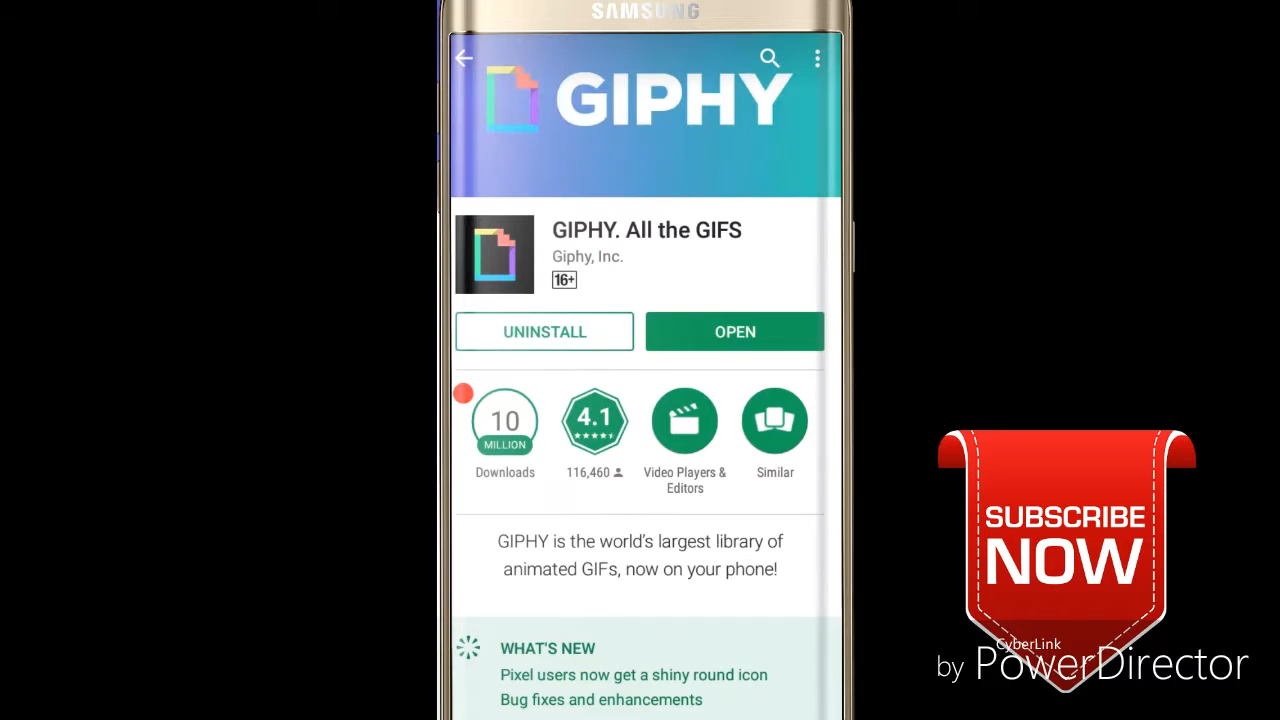 SAMSUNG
GIPHY
GIPHY. All the GIFS
Giphy, Inc.
16+
UNINSTALL
OPEN
10
MILLION
Downloads
4.1
116,460
Video Players &
Editors
Similar
GIPHY is the world's largest library of
animated GIFs, now on your phone!
WHAT'S NEW
Pixel users now get a shiny round icon
Bug fixes and enhancements
SUBSCRIBE
NOW
CyberLink
by PowerDirector